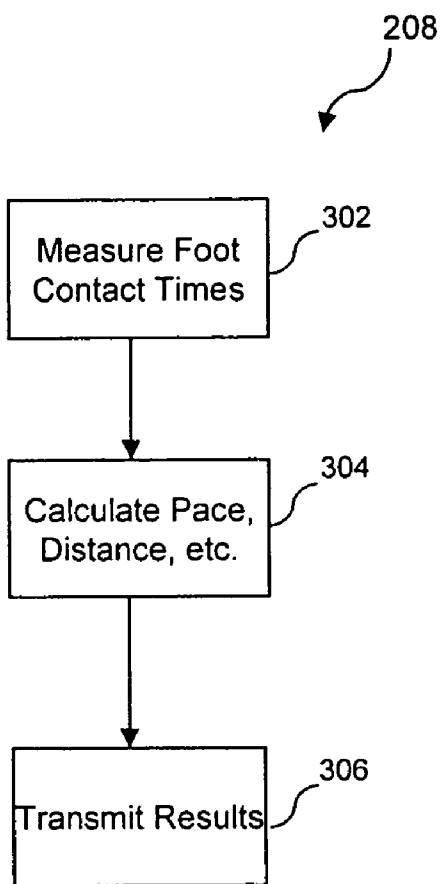 208
Measure Foot
Contact Times
302
Calculate Pace,
Distance, etc.
304
Transmit Results
306